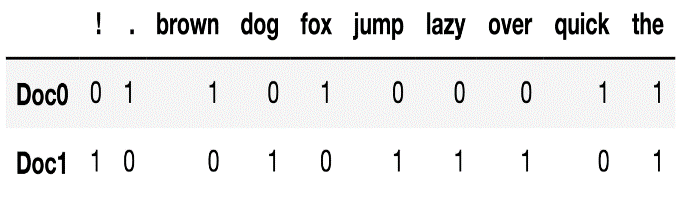 ! . brown dog fox jump lazy over quick the
Doc0 0 1 1 0 1 0 0 0 1 1
Doc1 1 0 0 1 0 1 1 1 0 1